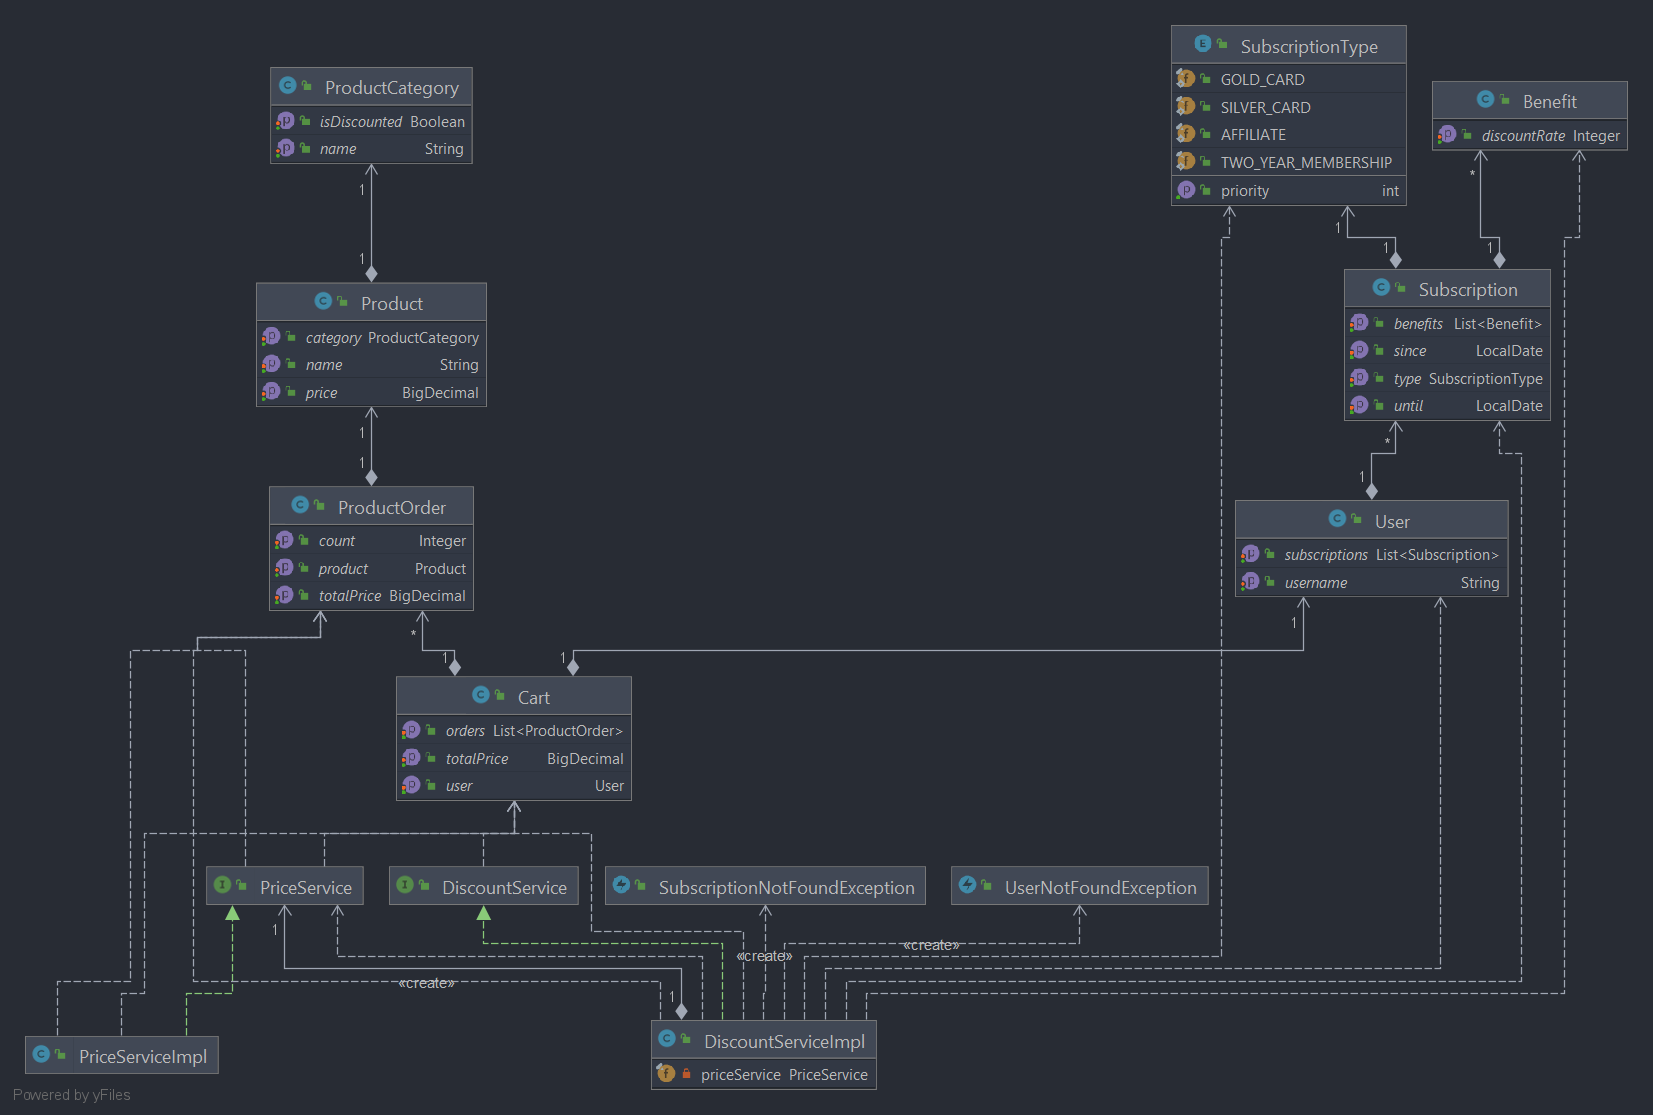 SubscriptionType
GOLD_CARD
SILVER_CARD
AFFILIATE
TWO_YEAR_MEMBERSHIP
priority int
ProductCategory
isDiscounted Boolean
name String
Benefit
discountRate Integer
1
*
1
1
1
1
Product
category ProductCategory
name String
price BigDecimal
Subscription
benefits List<Benefit>
since LocalDate
type SubscriptionType
until LocalDate
1
*
1
1
ProductOrder
count Integer
product Product
totalPrice BigDecimal
User
subscriptions List<Subscription>
username String
*
1
1
1
Cart
orders List<ProductOrder>
totalPrice BigDecimal
user User
PriceService
DiscountService
SubscriptionNotFoundException
UserNotFoundException
1
«create»
«create»
«create»
1
PriceServiceImpl
DiscountServiceImpl
priceService PriceService
Powered by yFiles